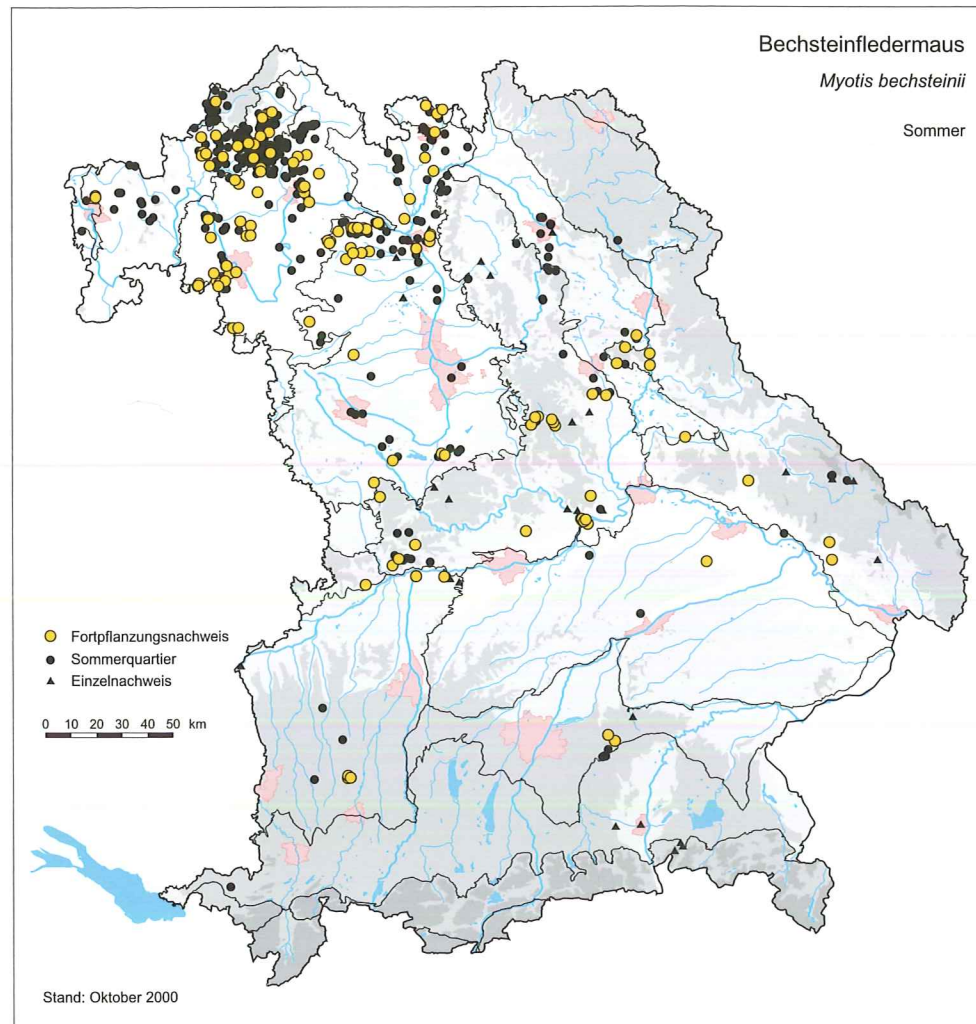 Bechsteinfledermaus
Myotis bechsteinii
Sommer
Fortpflanzungsnachweis
Sommerquartier
Einzelnachweis
0 10 20 30 40 50 km
Stand: Oktober 2000